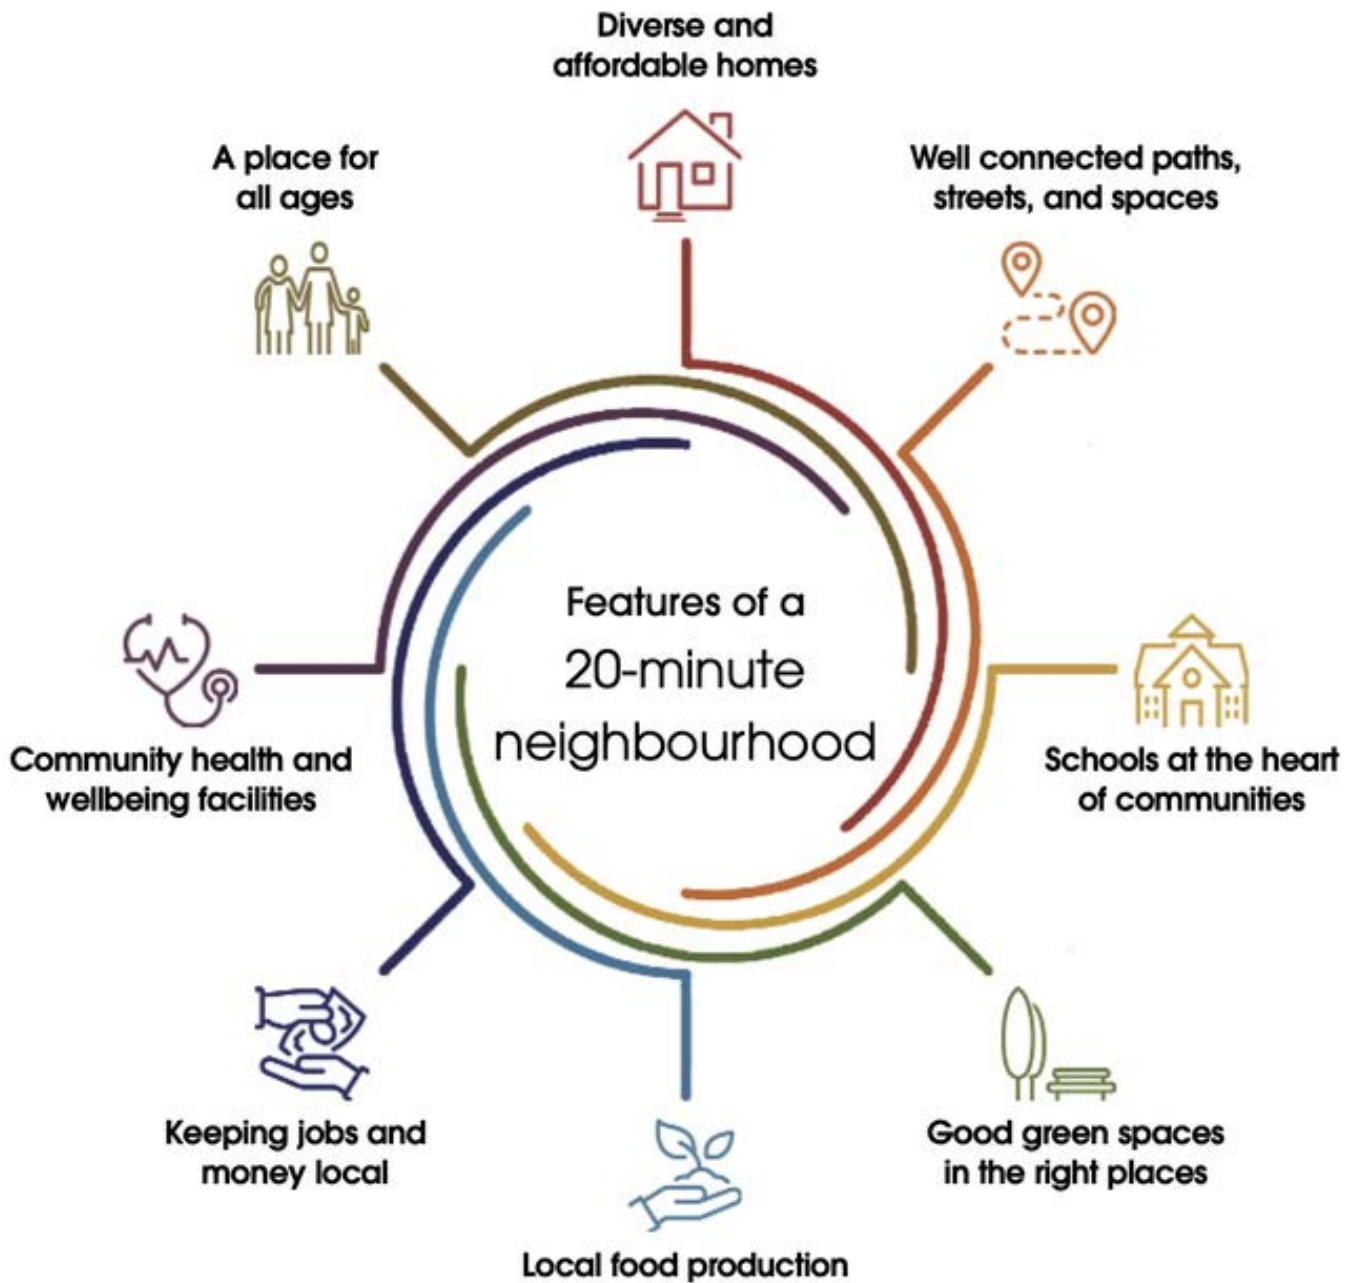 Diverse and
affordable homes
Well connected paths,
streets, and spaces
Schools at the heart
of communities
Good green spaces
in the right places
Local food production
Keeping jobs and
money local
Community health and
wellbeing facilities
A place for
all ages
Features of a
20-minute
neighbourhood